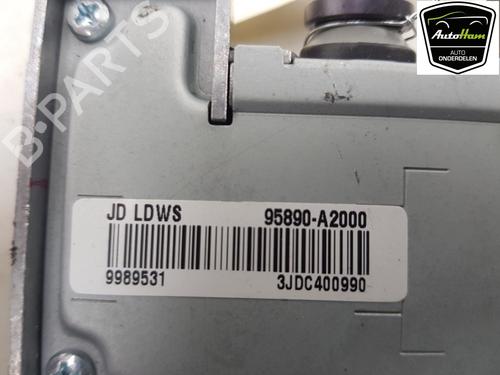 AutoHam
AUTO
ONDERDELEN
B-PARTS
JD LDWS 95890-A2000
9989531 3JDC400990